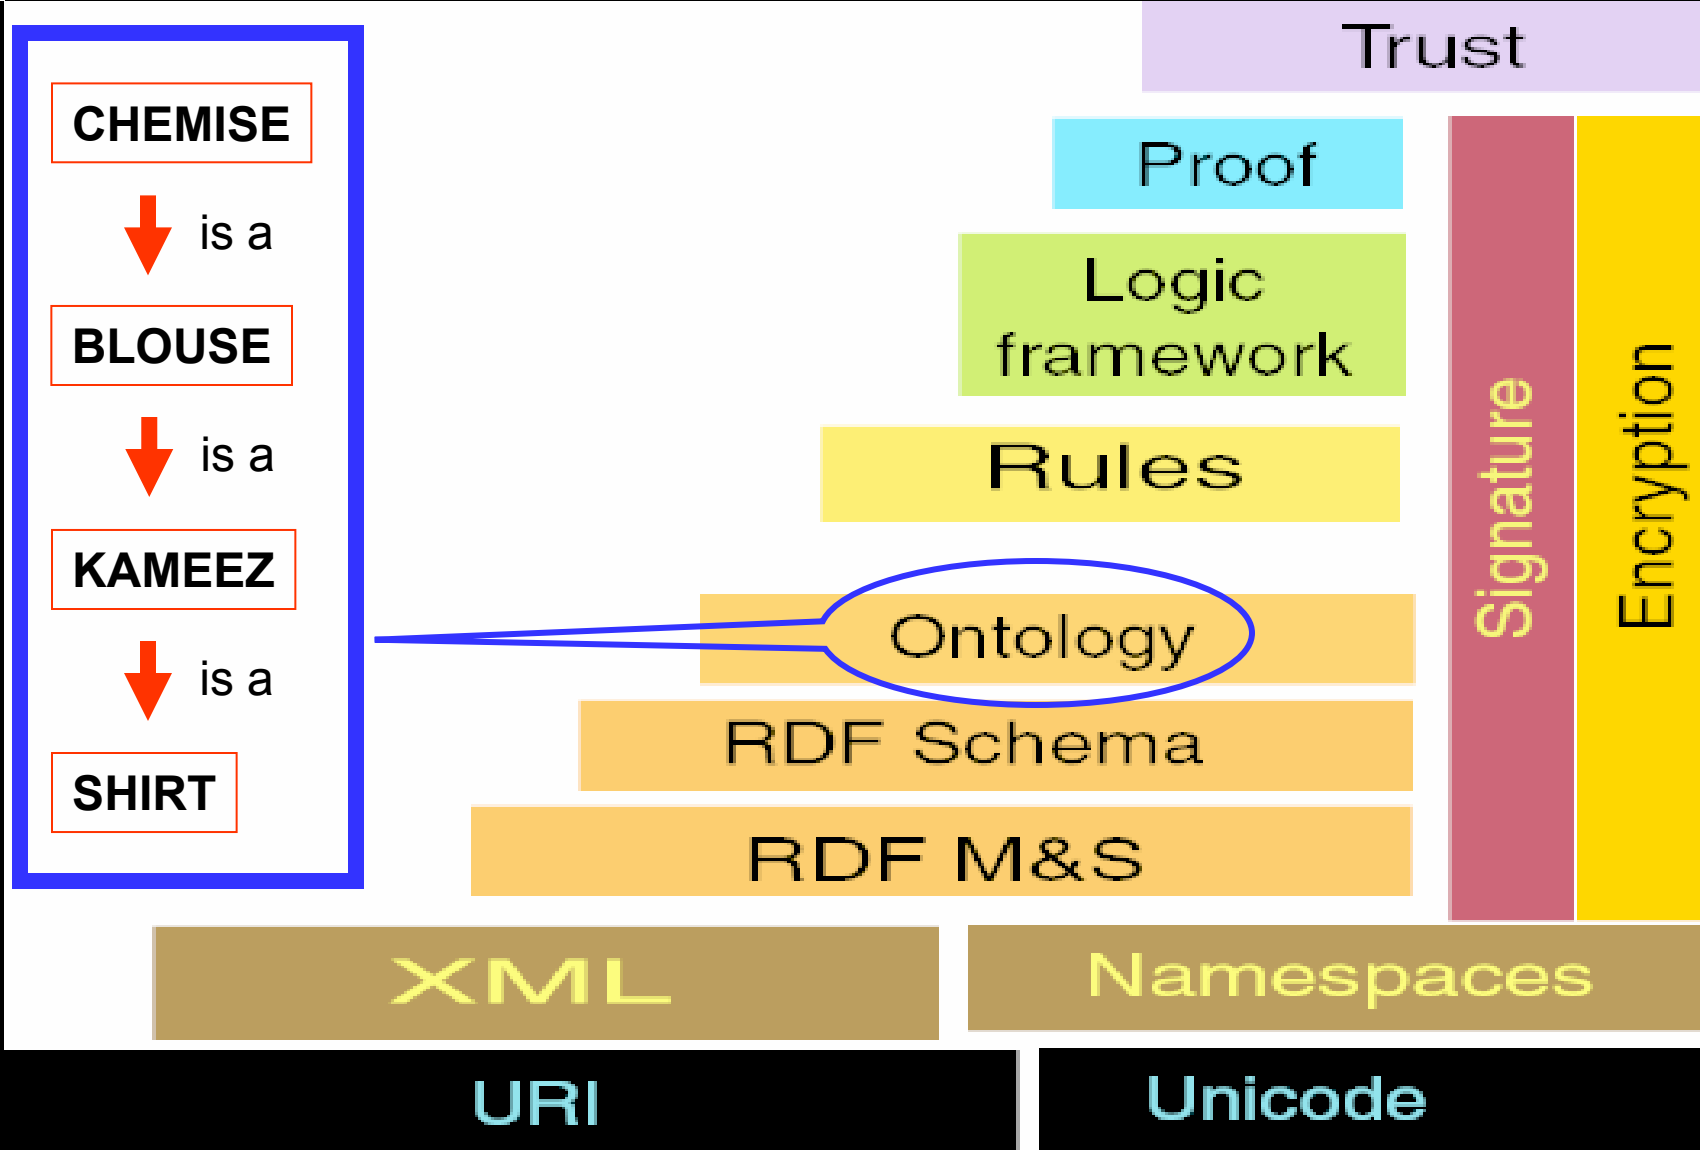 CHEMISE
is a
BLOUSE
is a
KAMEEZ
is a
SHIRT
Trust
Proof
Logic
framework
Rules
Ontology
RDF Schema
RDF M&S
Signature
Encryption
XML
Namespaces
URI
Unicode